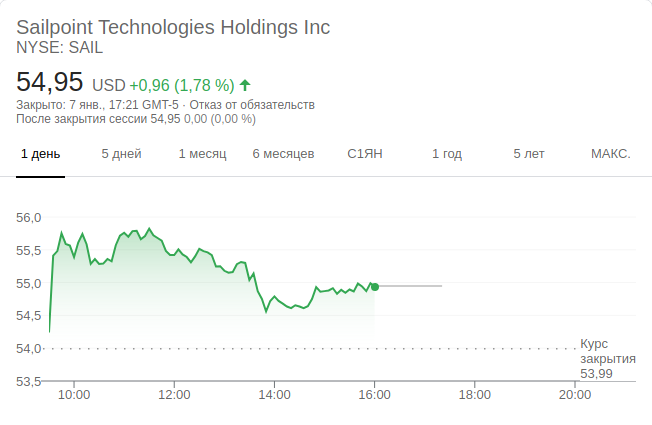 Sailpoint Technologies Holdings Inc
NYSE: SAIL
54,95 USD +0,96 (1,78 %)
Закрыто: 7 янв., 17:21 GMT-5 · Отказ от обязательств
После закрытия сессии 54,95 0,00 (0,00 %)
1 день 5 дней 1 месяц 6 месяцев С1ЯН 1 год 5 лет МАКС.
56,0
55,5
55,0
54,5
54,0
53,5
Курс
закрытия
53,99
10:00 12:00 14:00 16:00 18:00 20:00